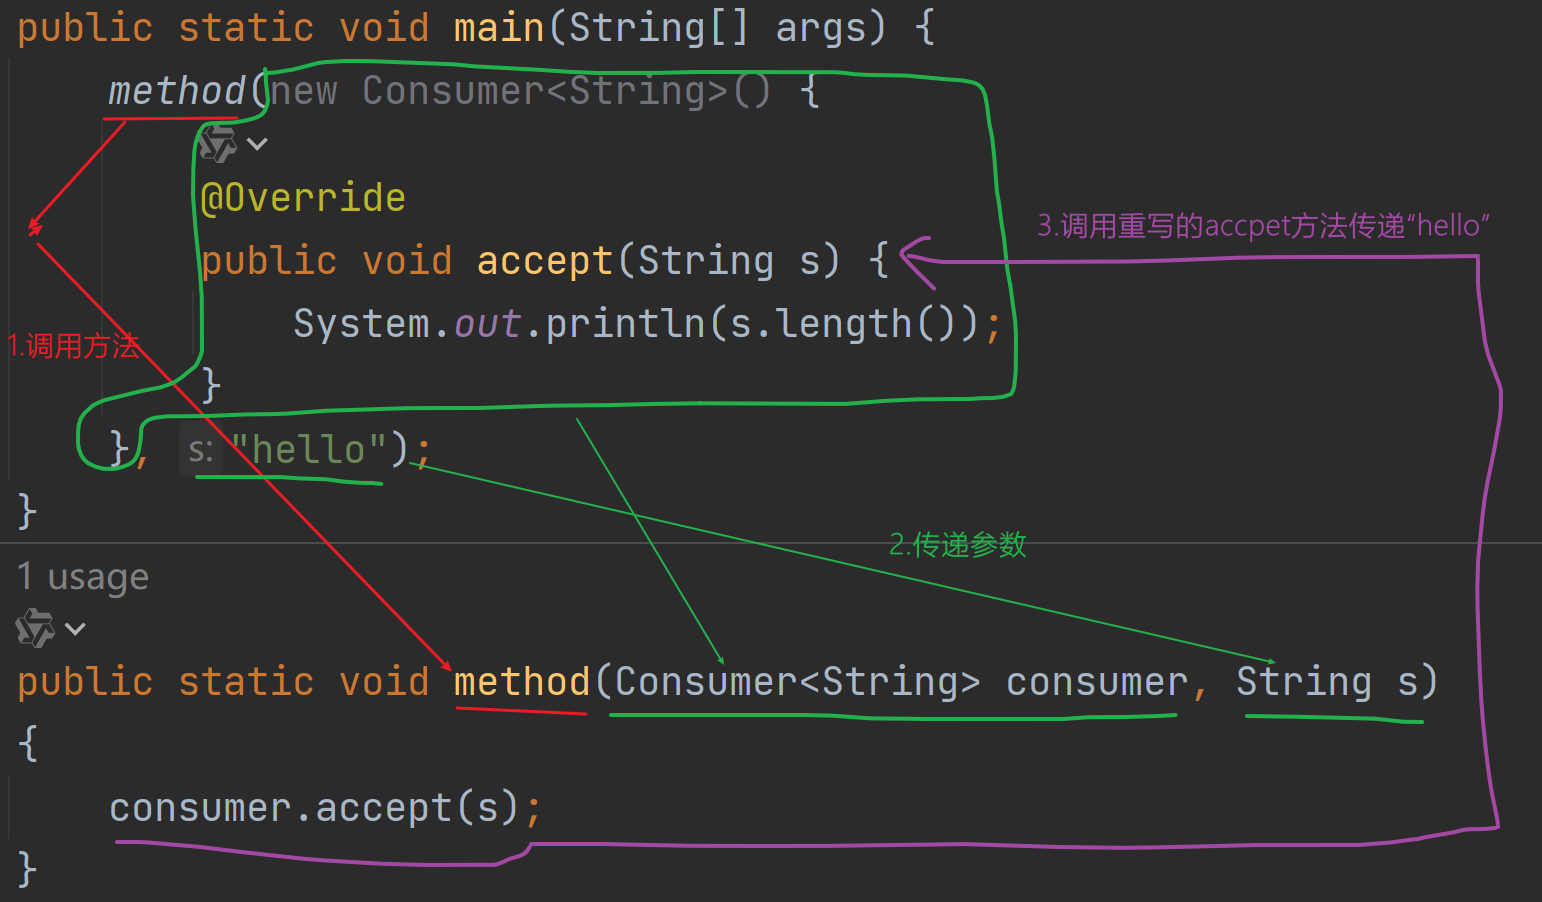 public static void main(String[] args) {
method(new Consumer<String>() {
@Override
3.调用重写的accpet方法传递“hello”
public void accept(String s) {
System.out.println(s.length());
1.调用方法
}
}, s: "hello");
}
2.传递参数
1 usage
public static void method(Consumer<String> consumer, String s)
{
consumer.accept(s);
}